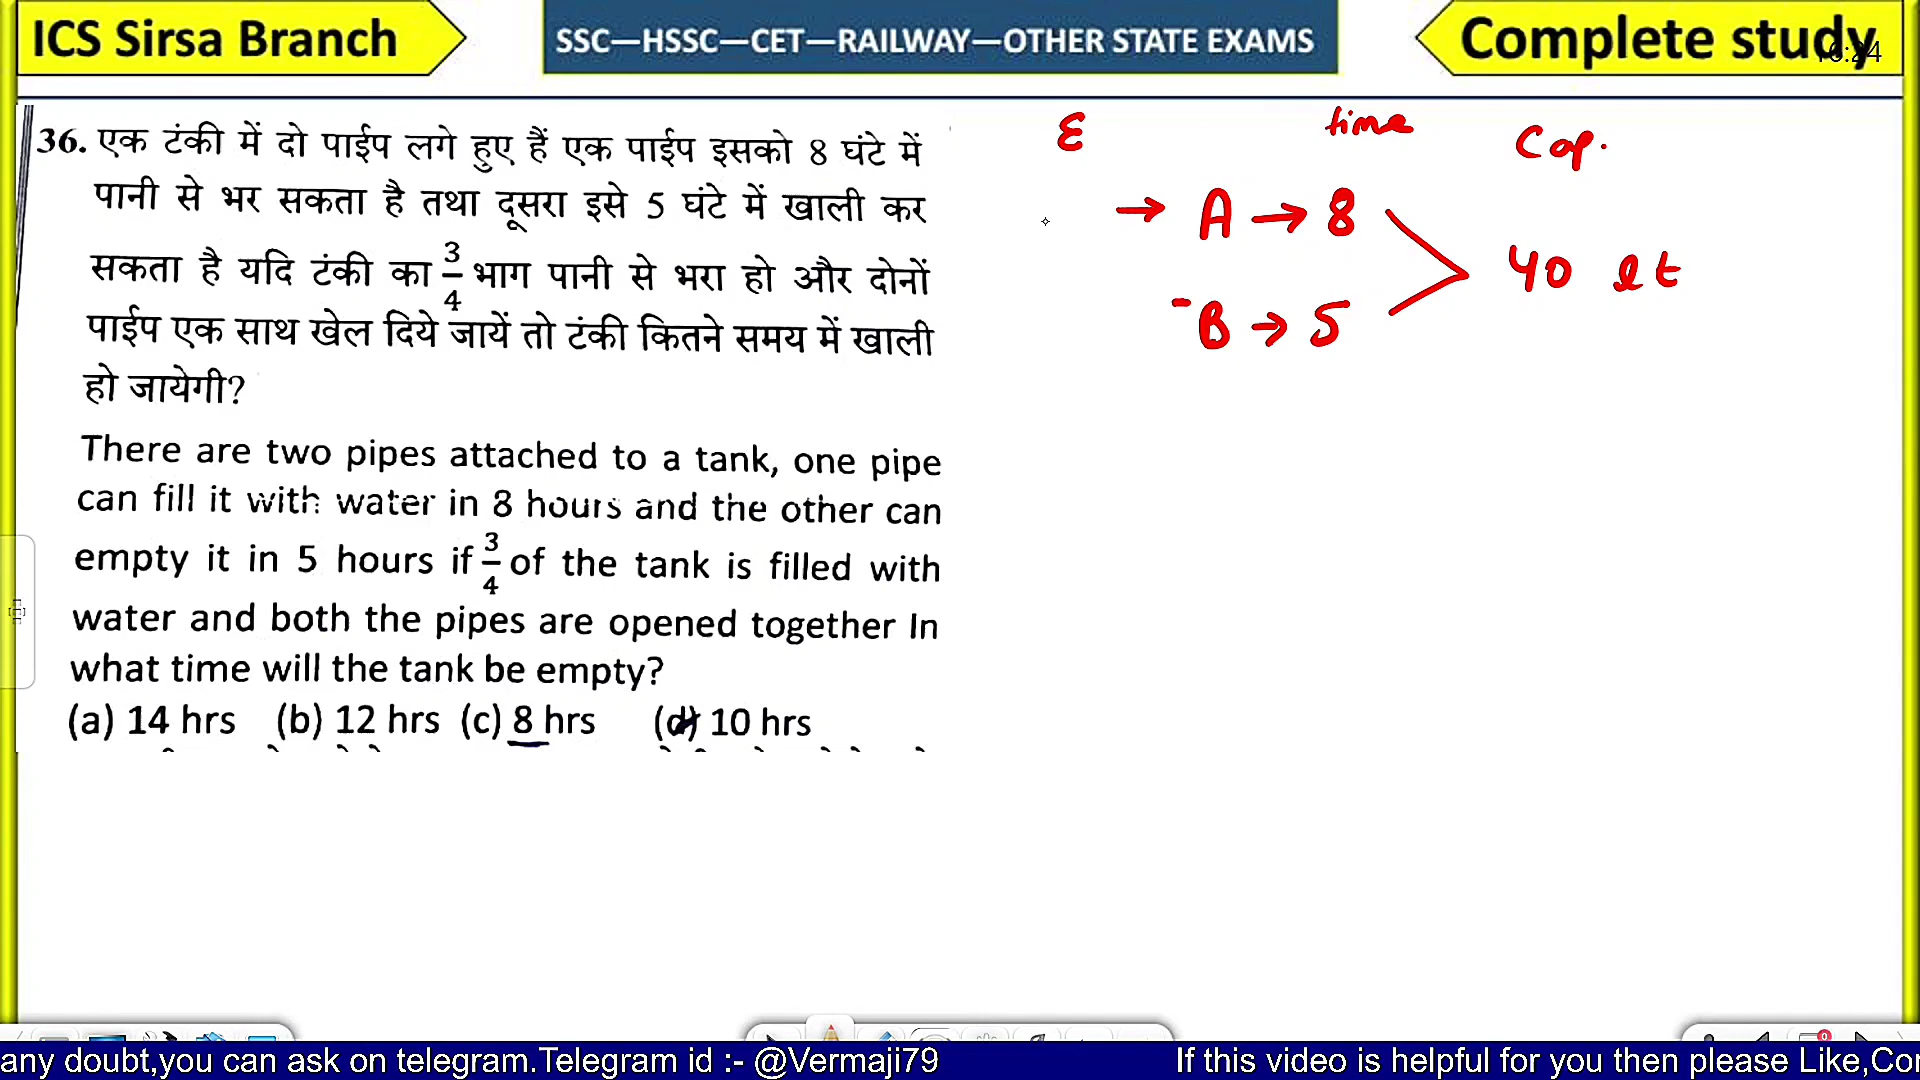 ICS Sirsa Branch
SSC—HSSC—CET—RAILWAY—OTHER STATE EXAMS
Complete study
36. एक टंकी में दो पाईप लगे हुए हैं एक पाईप इसको 8 घंटे में
पानी से भर सकता है तथा दूसरा इसे 5 घंटे में खाली कर
सकता है यदि टंकी का 3/4 भाग पानी से भरा हो और दोनों
पाईप एक साथ खेल दिये जायें तो टंकी कितने समय में खाली
हो जायेगी?
There are two pipes attached to a tank, one pipe
can fill it with water in 8 hours and the other can
empty it in 5 hours if 3/4 of the tank is filled with
water and both the pipes are opened together In
what time will the tank be empty?
(a) 14 hrs (b) 12 hrs (c) 8 hrs (d) 10 hrs
E time Cap.
→ A → 8
40 lt
-B → 5
any doubt,you can ask on telegram.Telegram id :- @Vermaji79 If this video is helpful for you then please Like,Co